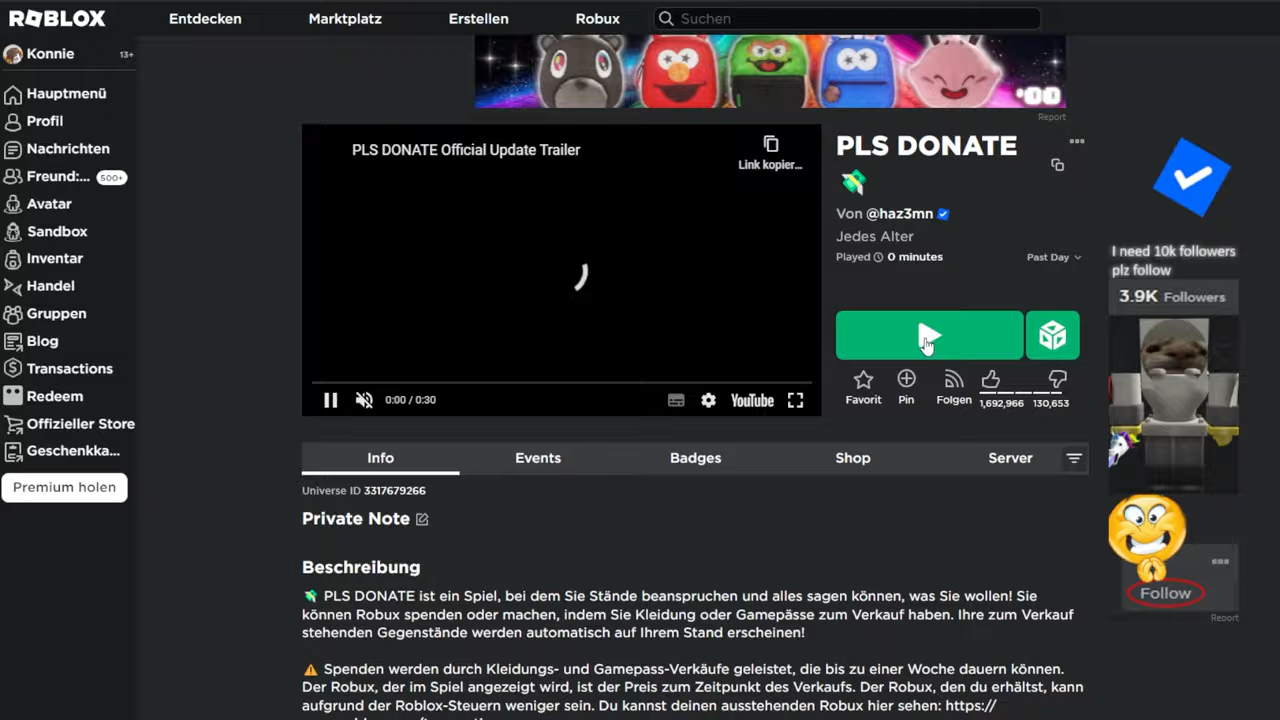 ROBLOX
Entdecken
Marktplatz
Erstellen
Robux
Suchen
Konnie
13+
Hauptmenü
Profil
Nachrichten
Freund:...
500+
Avatar
Sandbox
Inventar
Handel
Gruppen
Blog
Transactions
Redeem
Offizieller Store
Geschenkka...
Premium holen
Report
PLS DONATE Official Update Trailer
Link kopier...
0:00 / 0:30
YouTube
PLS DONATE
Von @haz3mn
Jedes Alter
Played 0 minutes
Past Day
Favorit
Pin
Folgen
1,692,966
130,653
Info
Events
Badges
Shop
Server
Universe ID 3317679266
Private Note
Beschreibung
PLS DONATE ist ein Spiel, bei dem Sie Stände beanspruchen und alles sagen können, was Sie wollen! Sie
können Robux spenden oder machen, indem Sie Kleidung oder Gamepässe zum Verkauf haben. Ihre zum Verkauf
stehenden Gegenstände werden automatisch auf Ihrem Stand erscheinen!
Spenden werden durch Kleidungs- und Gamepass-Verkäufe geleistet, die bis zu einer Woche dauern können.
Der Robux, der im Spiel angezeigt wird, ist der Preis zum Zeitpunkt des Verkaufs. Der Robux, den du erhältst, kann
aufgrund der Roblox-Steuern weniger sein. Du kannst deinen ausstehenden Robux hier sehen: https://
I need 10k followers
plz follow
3.9K Followers
Follow
Report